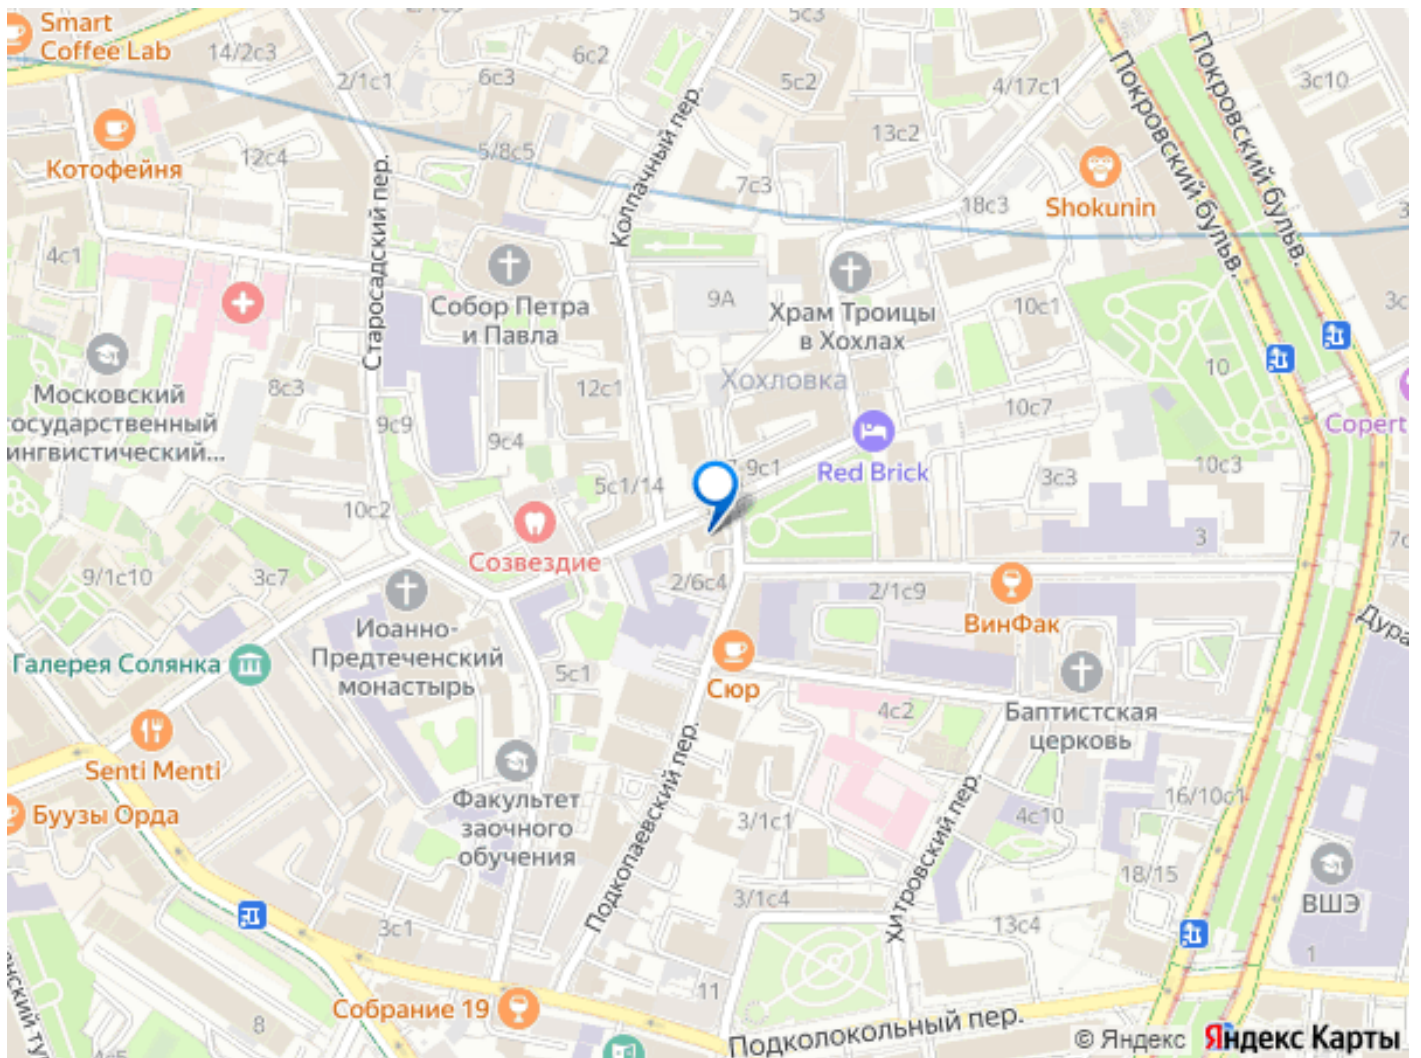 Smart
Coffee Lab
14/2с3
2/1с1
6с3
6с2
5с3
5с2
4/17с1
3с10
Покровский бульв.
Покровский бульв.
Котофейня
12с4
5/8с5
Колпачный пер.
13с2
7с3
18с3
Shokunin
Старосадский пер.
4с1
Собор Петра
и Павла
9А
Храм Троицы
в Хохлах
10с1
Московский
8с3
12с1
Хохловка
10
10с7
9с9
9с4
5с1/14
9с1
Red Brick
3с3
10с3
Copert
10с2
Созвездие
3
9/1с10
3с7
2/6с4
2/1с9
ВинФак
Иоанно-
Предтеченский
монастырь
Галерея Солянка
5с1
Сюр
4с2
Баптистская
церковь
Senti Menti
Буузы Орда
Факультет
заочного
обучения
Подкопаевский пер.
3/1с1
Хитровский пер.
4с10
16/10с1
18/15
ВШЭ
3/1с4
13с4
3с1
11
1
Собрание 19
8
Подколокольный пер.
© Яндекс Яндекс Карты